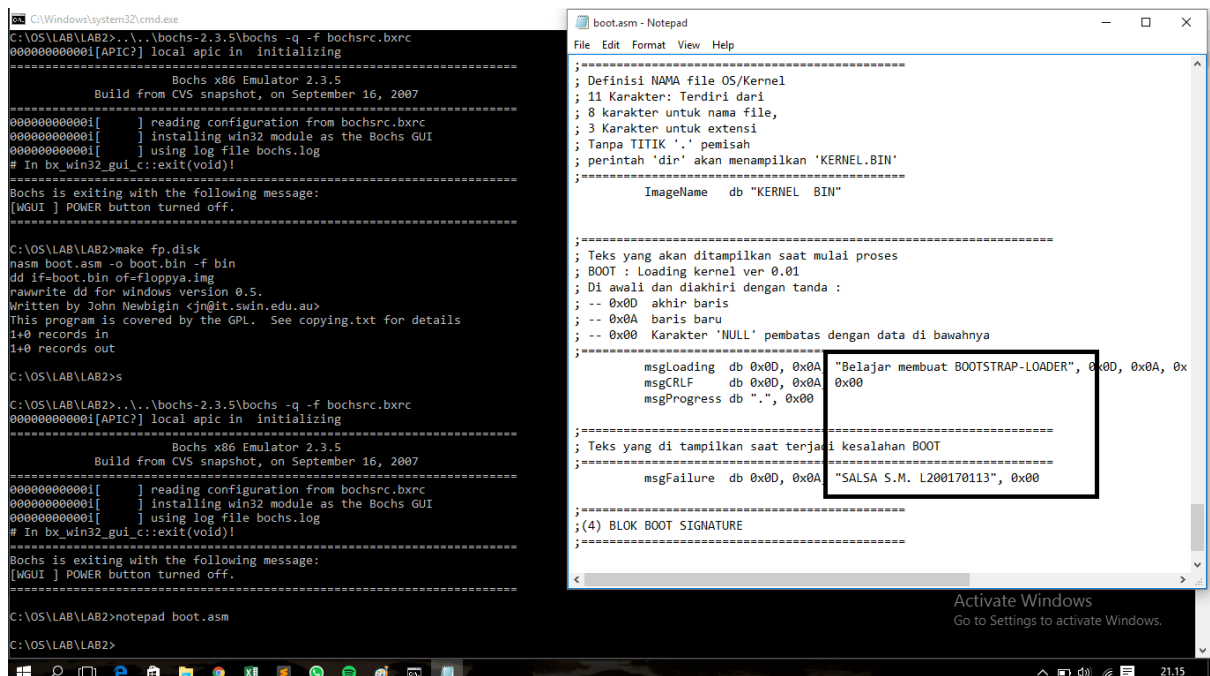 C:\Windows\system32\cmd.exe
C:\OS\LAB\LAB2>..\..\bochs-2.3.5\bochs -q -f bochsrc.bxrc
00000000000i[APIC?] local apic in  initializing
========================================================================
Bochs x86 Emulator 2.3.5
Build from CVS snapshot, on September 16, 2007
========================================================================
00000000000i[     ] reading configuration from bochsrc.bxrc
00000000000i[     ] installing win32 module as the Bochs GUI
00000000000i[     ] using log file bochs.log
# In bx_win32_gui_c::exit(void)!
========================================================================
Bochs is exiting with the following message:
[WGUI ] POWER button turned off.
========================================================================
C:\OS\LAB\LAB2>make fp.disk
nasm boot.asm -o boot.bin -f bin
dd if=boot.bin of=floppya.img
rawwrite dd for windows version 0.5.
Written by John Newbigin <jn@it.swin.edu.au>
This program is covered by the GPL.  See copying.txt for details
1+0 records in
1+0 records out
C:\OS\LAB\LAB2>s
C:\OS\LAB\LAB2>..\..\bochs-2.3.5\bochs -q -f bochsrc.bxrc
00000000000i[APIC?] local apic in  initializing
========================================================================
Bochs x86 Emulator 2.3.5
Build from CVS snapshot, on September 16, 2007
========================================================================
00000000000i[     ] reading configuration from bochsrc.bxrc
00000000000i[     ] installing win32 module as the Bochs GUI
00000000000i[     ] using log file bochs.log
# In bx_win32_gui_c::exit(void)!
========================================================================
Bochs is exiting with the following message:
[WGUI ] POWER button turned off.
========================================================================
C:\OS\LAB\LAB2>notepad boot.asm
C:\OS\LAB\LAB2>
boot.asm - Notepad
File Edit Format View Help
;==============================================
; Definisi NAMA file OS/Kernel
; 11 Karakter: Terdiri dari
; 8 karakter untuk nama file,
; 3 Karakter untuk extensi
; Tanpa TITIK '.' pemisah
; perintah 'dir' akan menampilkan 'KERNEL.BIN'
;==============================================
ImageName   db "KERNEL  BIN"
;===================================================================
; Teks yang akan ditampilkan saat mulai proses
; BOOT : Loading kernel ver 0.01
; Di awali dan diakhiri dengan tanda :
; -- 0x0D  akhir baris
; -- 0x0A  baris baru
; -- 0x00  Karakter 'NULL' pembatas dengan data di bawahnya
;===================================================================
msgLoading  db 0x0D, 0x0A, "Belajar membuat BOOTSTRAP-LOADER", 0x0D, 0x0A, 0x
msgCRLF     db 0x0D, 0x0A, 0x00
msgProgress db ".", 0x00
;===================================================================
; Teks yang di tampilkan saat terjadi kesalahan BOOT
;===================================================================
msgFailure  db 0x0D, 0x0A, "SALSA S.M. L200170113", 0x00
;==============================================
;(4) BLOK BOOT SIGNATURE
;==============================================
Activate Windows
Go to Settings to activate Windows.
21.15